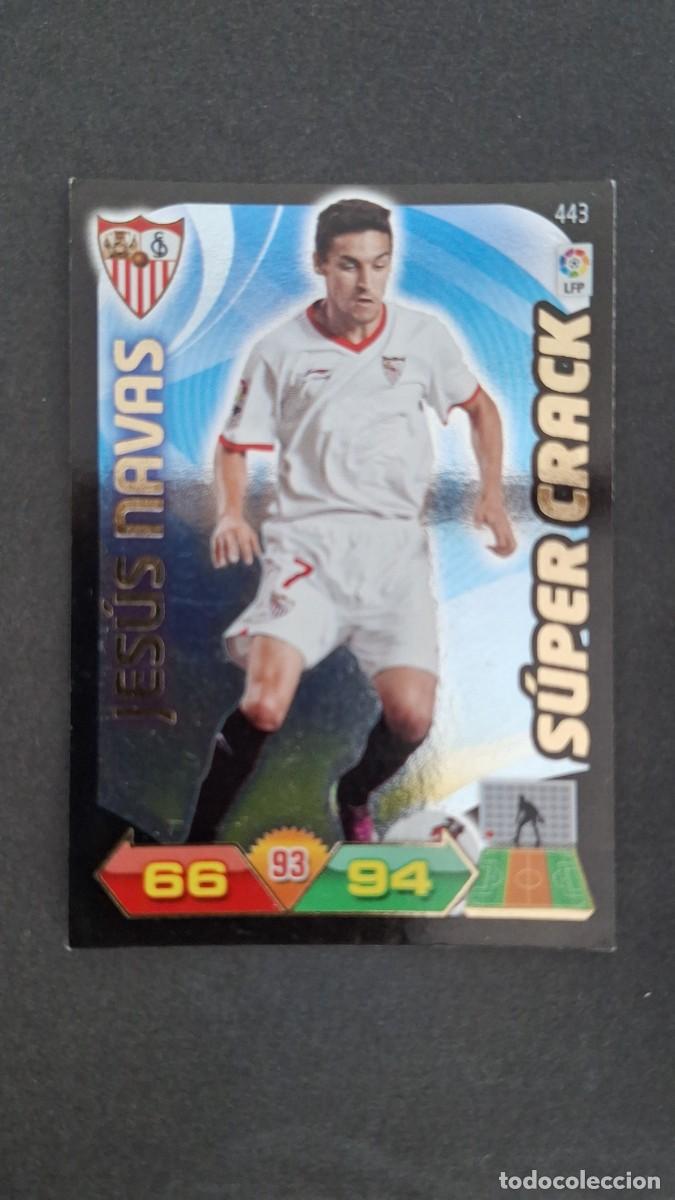 443
LFP
JESÚS NAVAS
SÚPER CRACK
7
66
93
94
todocoleccion